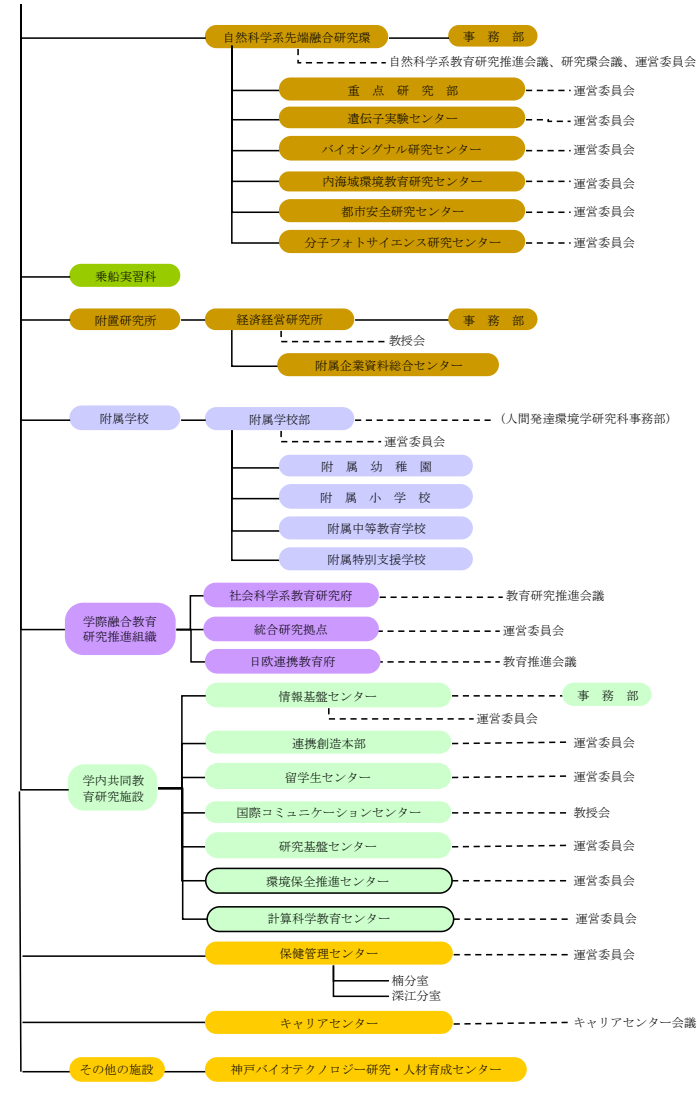 自然科学系先端融合研究環
事　務　部
自然科学系教育研究推進会議、研究環会議、運営委員会
重　点　研　究　部
運営委員会
遺伝子実験センター
運営委員会
バイオシグナル研究センター
運営委員会
内海域環境教育研究センター
運営委員会
都市安全研究センター
運営委員会
分子フォトサイエンス研究センター
運営委員会
乗船実習科
附置研究所
経済経営研究所
事　務　部
教授会
附属企業資料総合センター
附属学校
附属学校部
（人間発達環境学研究科事務部）
運営委員会
附　属　幼　稚　園
附　属　小　学　校
附属中等教育学校
附属特別支援学校
学際融合教育
研究推進組織
社会科学系教育研究府
教育研究推進会議
統合研究拠点
運営委員会
日欧連携教育府
教育推進会議
学内共同教
育研究施設
情報基盤センター
事　務　部
運営委員会
連携創造本部
運営委員会
留学生センター
運営委員会
国際コミュニケーションセンター
教授会
研究基盤センター
運営委員会
環境保全推進センター
運営委員会
計算科学教育センター
運営委員会
保健管理センター
運営委員会
楠分室
深江分室
キャリアセンター
キャリアセンター会議
その他の施設
神戸バイオテクノロジー研究・人材育成センター